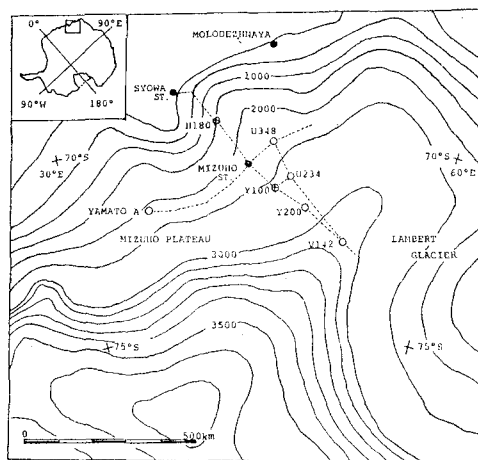 0°
90°E
90°W
180°
MOLODEZHNAYA
SYOWA
ST.
1000
2000
H180
U348
70°S
30°E
MIZUHO
ST.
U234
70°S
60°E
Y100
YAMATO A
Y200
MIZUHO PLATEAU
V142
LAMBERT
GLACIER
3000
3500
75°S
75°S
0
500km